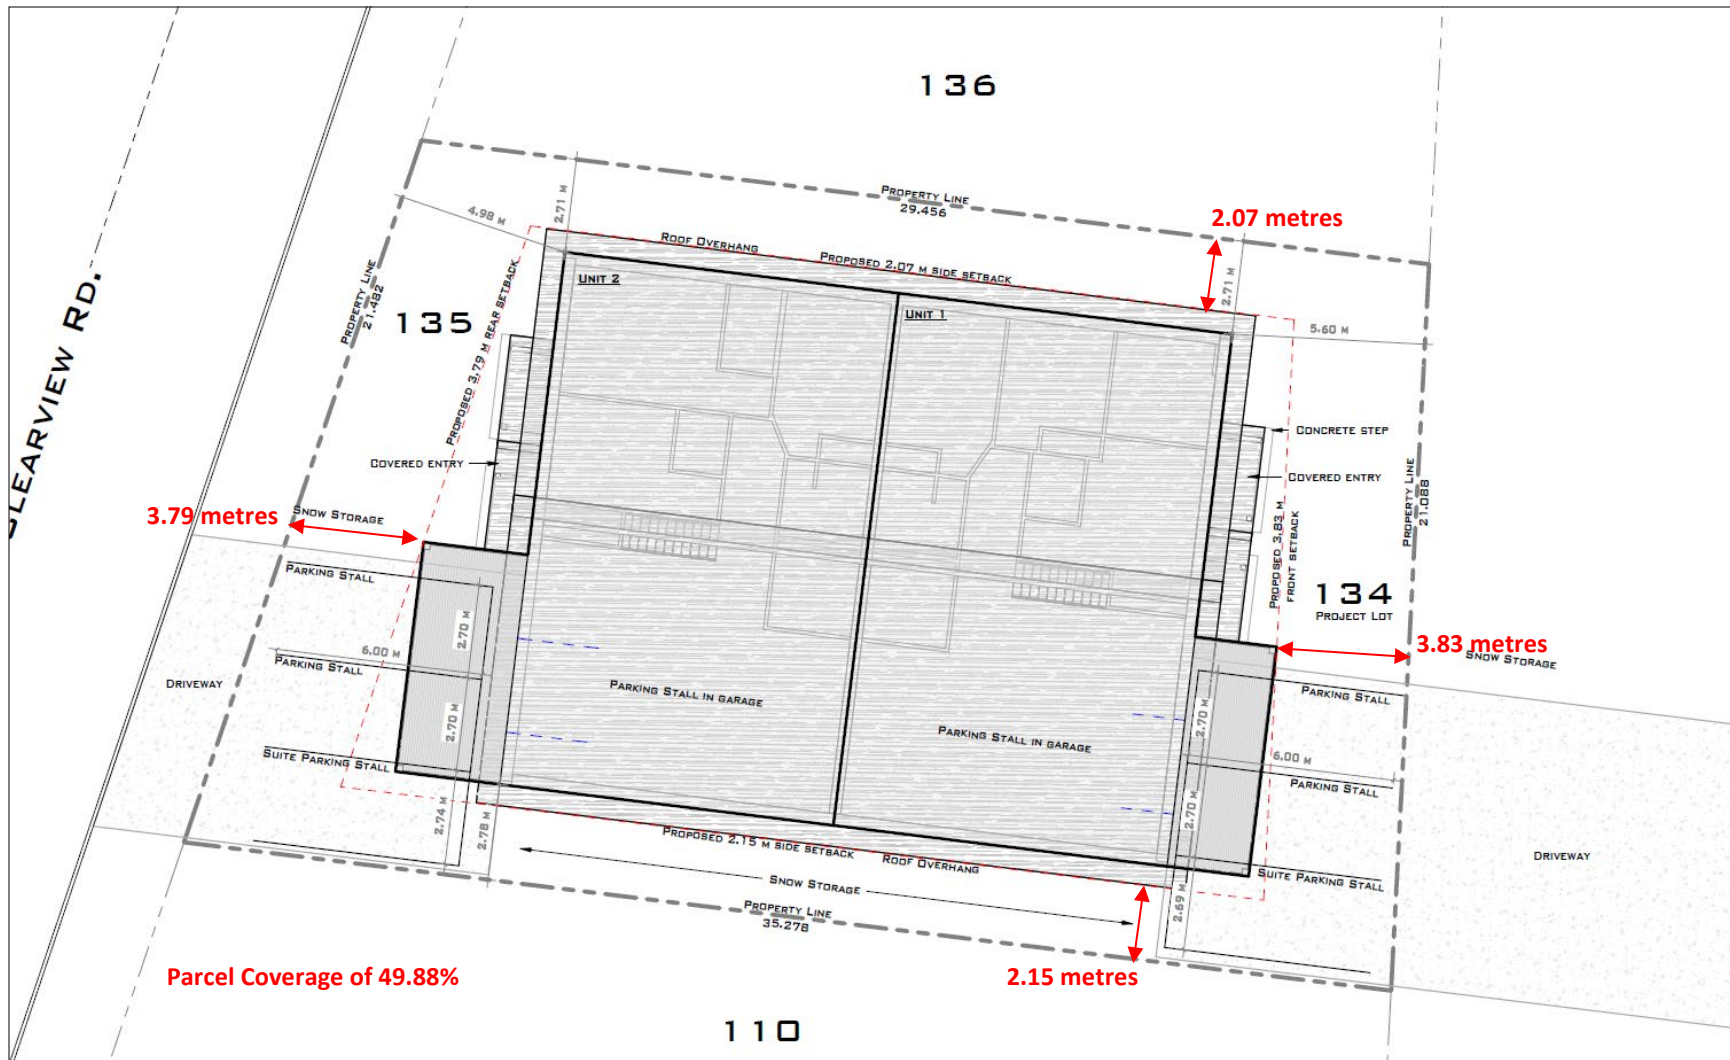 136
PROPERTY LINE
29.456
2.07 metres
4.98 M
2.71 M
ROOF OVERHANG
PROPOSED 2.07 M SIDE SETBACK
2.71 M
UNIT 2
UNIT 1
5.60 M
PROPERTY LINE
21.482
135
PROPOSED 3.79 M REAR SETBACK
CLEARVIEW RD.
CONCRETE STEP
COVERED ENTRY
COVERED ENTRY
PROPERTY LINE
21.088
3.79 metres
SNOW STORAGE
PROPOSED 3.83 M
FRONT SETBACK
134
PROJECT LOT
PARKING STALL
3.83 metres
SNOW STORAGE
2.70 M
6.00 M
PARKING STALL
DRIVEWAY
PARKING STALL IN GARAGE
PARKING STALL
2.70 M
2.70 M
PARKING STALL IN GARAGE
6.00 M
SUITE PARKING STALL
PARKING STALL
2.74 M
2.78 M
2.70 M
PROPOSED 2.15 M SIDE SETBACK
ROOF OVERHANG
DRIVEWAY
SNOW STORAGE
SUITE PARKING STALL
2.69 M
PROPERTY LINE
35.278
Parcel Coverage of 49.88%
2.15 metres
110